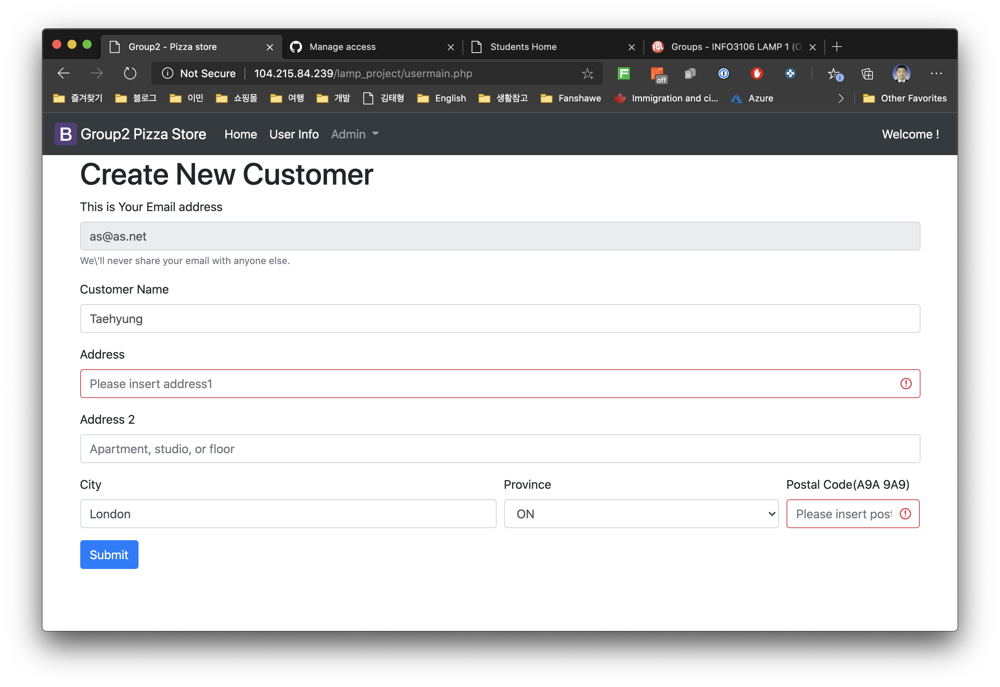 Group2 - Pizza store
Manage access
Students Home
FOL Groups - INFO3106 LAMP 1 (O
Not Secure 104.215.84.239/lamp_project/usermain.php
F off
즐겨찾기 블로그 이민 쇼핑몰 여행 개발 김태형 English 생활참고 Fanshawe Immigration and ci... Azure Other Favorites
B Group2 Pizza Store Home User Info Admin Welcome !
Create New Customer
This is Your Email address
as@as.net
We\'ll never share your email with anyone else.
Customer Name
Taehyung
Address
Please insert address1
Address 2
Apartment, studio, or floor
City Province Postal Code(A9A 9A9)
London ON Please insert post
Submit